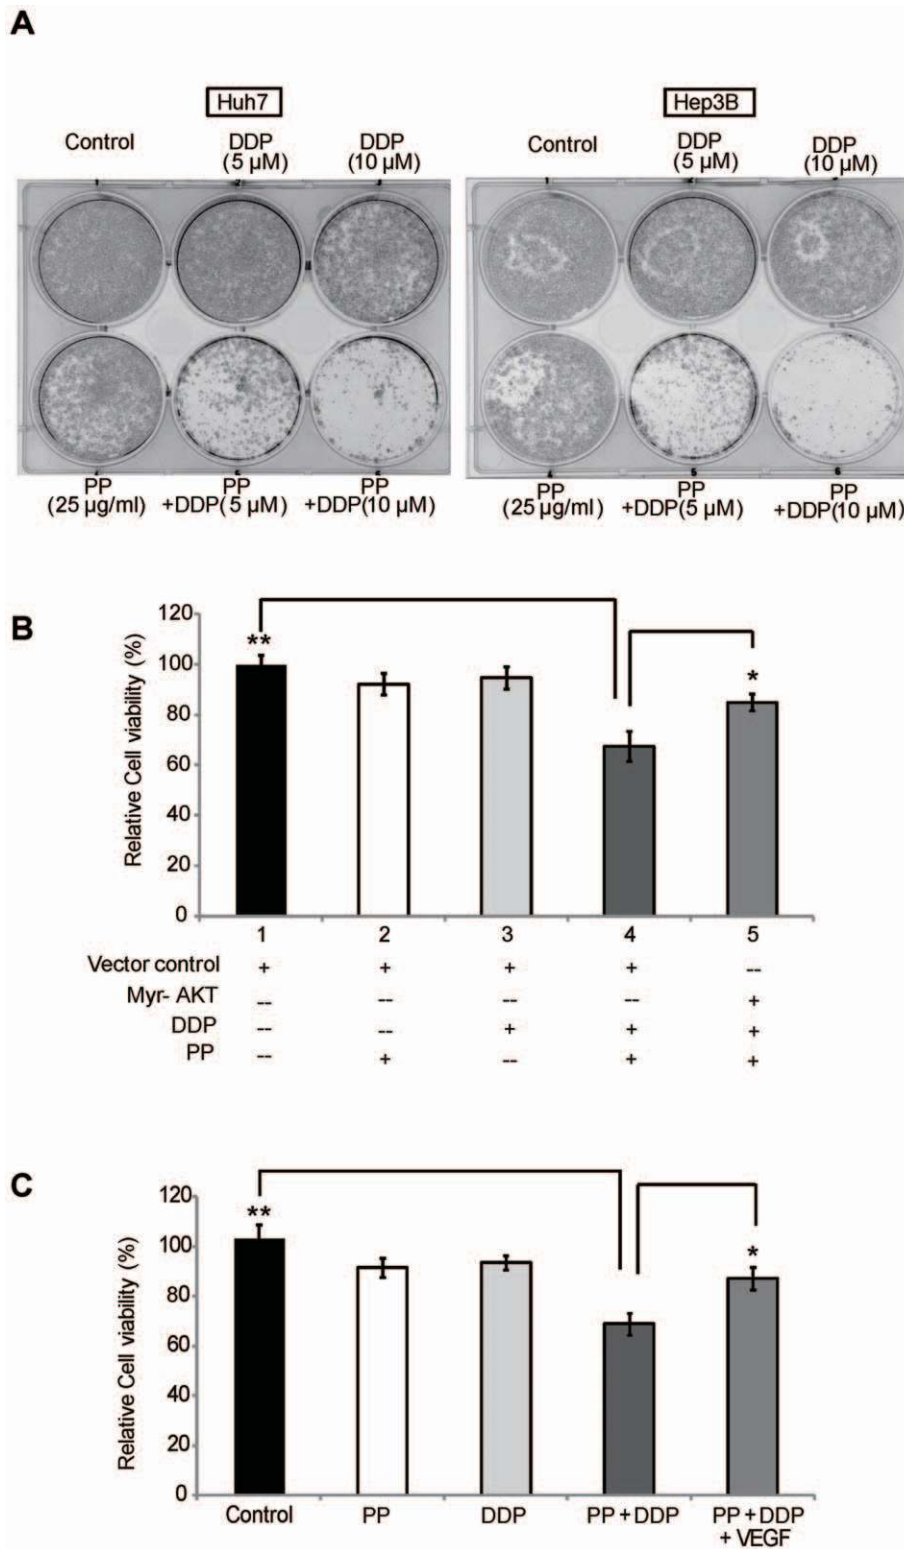 A
Huh7
Hep3B
Control
DDP
(5 µM)
DDP
(10 µM)
Control
DDP
(5 µM)
DDP
(10 µM)
PP
(25 µg/ml)
PP
+DDP(5 µM)
PP
+DDP(10 µM)
PP
(25 µg/ml)
PP
+DDP(5 µM)
PP
+DDP(10 µM)
B
Relative Cell viability (%)
120
100
80
60
40
20
0
**
*
1 2 3 4 5
Vector control + + + + --
Myr- AKT -- -- -- -- +
DDP -- -- + + +
PP -- + -- + +
C
Relative Cell viability (%)
120
100
80
60
40
20
0
**
*
Control PP DDP PP + DDP PP + DDP
+ VEGF